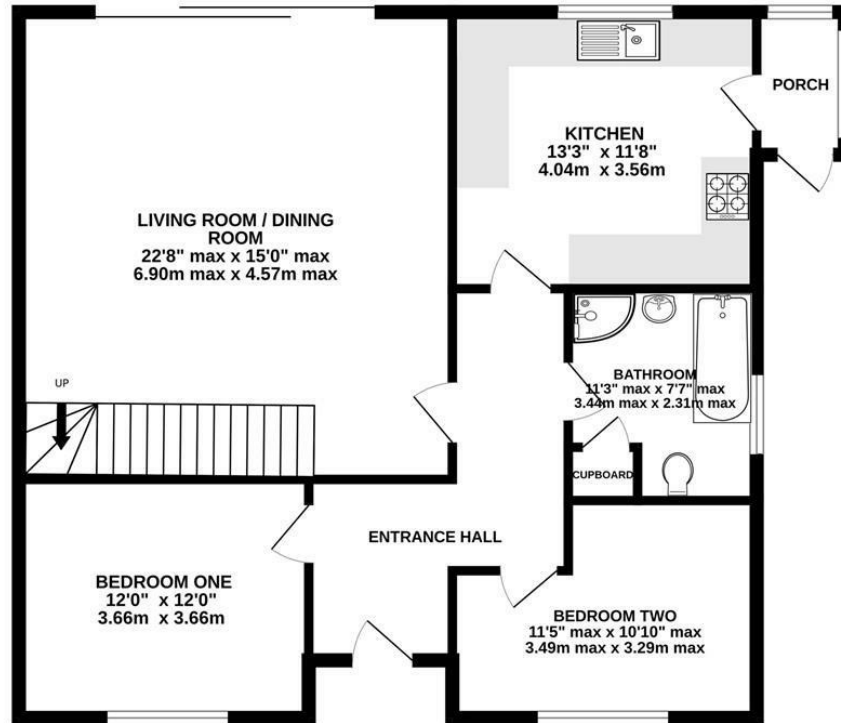 PORCH
KITCHEN
13'3" x 11'8"
4.04m x 3.56m
LIVING ROOM / DINING
ROOM
22'8" max x 15'0" max
6.90m max x 4.57m max
UP
BATHROOM
11'3" max x 7'7" max
3.44m max x 2.31m max
CUPBOARD
ENTRANCE HALL
BEDROOM ONE
12'0" x 12'0"
3.66m x 3.66m
BEDROOM TWO
11'5" max x 10'10" max
3.49m max x 3.29m max